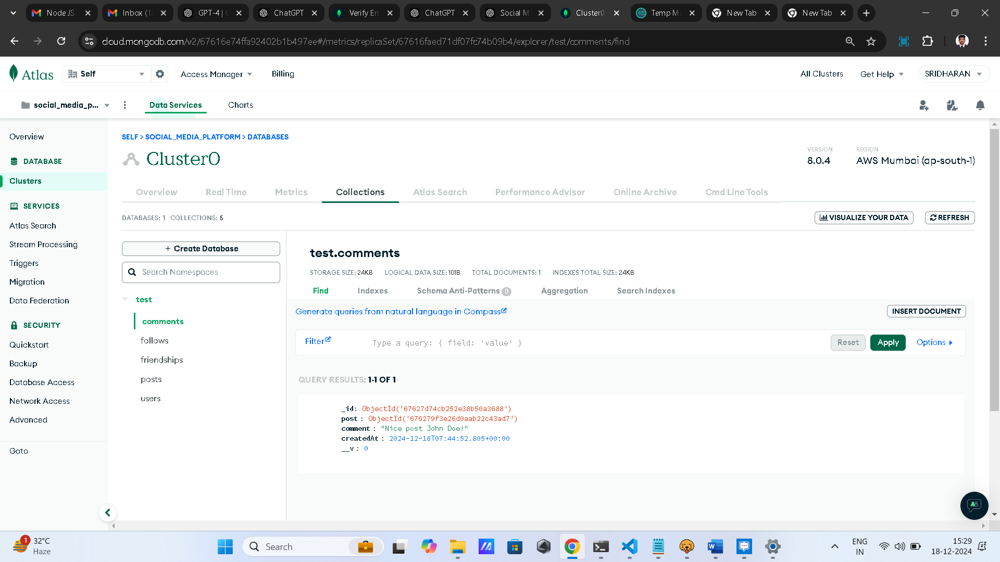 Node JS
Inbox (1
GPT-4 | (
ChatGPT
Verify En
ChatGPT
Social M
Cluster0
Temp M
New Tab
New Tab
cloud.mongodb.com/v2/67616e74ffa92402b1b497ee#/metrics/replicaSet/67616faed71df07fc74b09b4/explorer/test/comments/find
Atlas
Self
Access Manager
Billing
All Clusters
Get Help
SRIDHARAN
social_media_p...
Data Services
Charts
Overview
DATABASE
Clusters
SERVICES
Atlas Search
Stream Processing
Triggers
Migration
Data Federation
SECURITY
Quickstart
Backup
Database Access
Network Access
Advanced
Goto
SELF > SOCIAL_MEDIA_PLATFORM > DATABASES
Cluster0
VERSION
8.0.4
REGION
AWS Mumbai (ap-south-1)
Overview
Real Time
Metrics
Collections
Atlas Search
Performance Advisor
Online Archive
Cmd Line Tools
DATABASES: 1 COLLECTIONS: 5
VISUALIZE YOUR DATA
REFRESH
+ Create Database
Search Namespaces
test
comments
follows
friendships
posts
users
test.comments
STORAGE SIZE: 24KB LOGICAL DATA SIZE: 101B TOTAL DOCUMENTS: 1 INDEXES TOTAL SIZE: 24KB
Find
Indexes
Schema Anti-Patterns 0
Aggregation
Search Indexes
Generate queries from natural language in Compass
INSERT DOCUMENT
Filter
Type a query: { field: 'value' }
Reset
Apply
Options
QUERY RESULTS: 1-1 OF 1
_id: ObjectId('67627d74cb252e38b50a3688')
post : ObjectId('676279f3e26d0aab22c43ad7')
comment : "Nice post John Doe!"
createdAt : 2024-12-18T07:44:52.805+00:00
__v : 0
1
32°C
Haze
Search
ENG
IN
15:29
18-12-2024